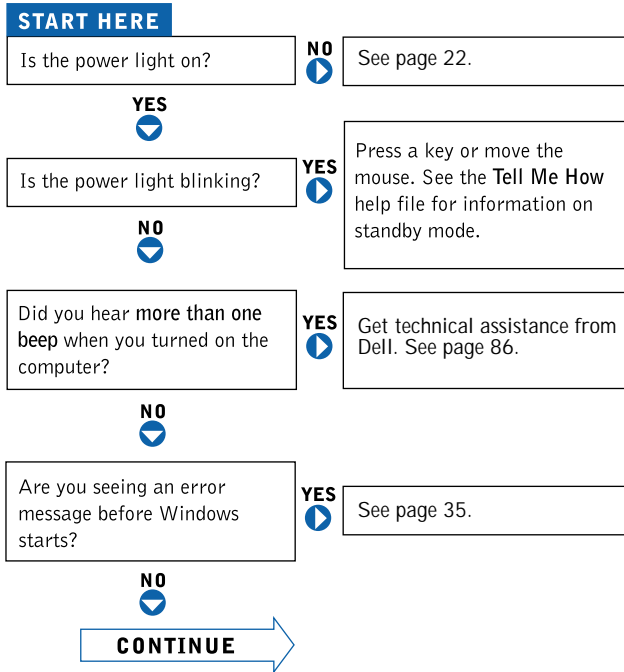 START HERE
Is the power light on?
NO
See page 22.
YES
Is the power light blinking?
YES
Press a key or move the
mouse. See the Tell Me How
help file for information on
standby mode.
NO
Did you hear more than one
beep when you turned on the
computer?
YES
Get technical assistance from
Dell. See page 86.
NO
Are you seeing an error
message before Windows
starts?
YES
See page 35.
NO
CONTINUE